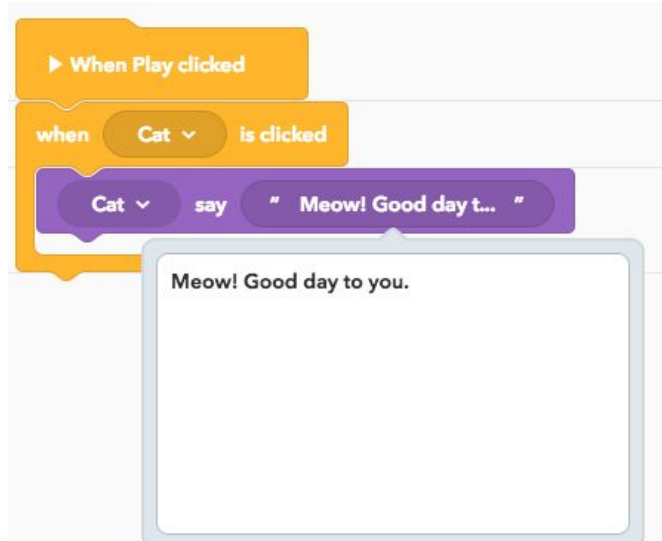 When Play clicked
when Cat is clicked
Cat say " Meow! Good day t... "
Meow! Good day to you.